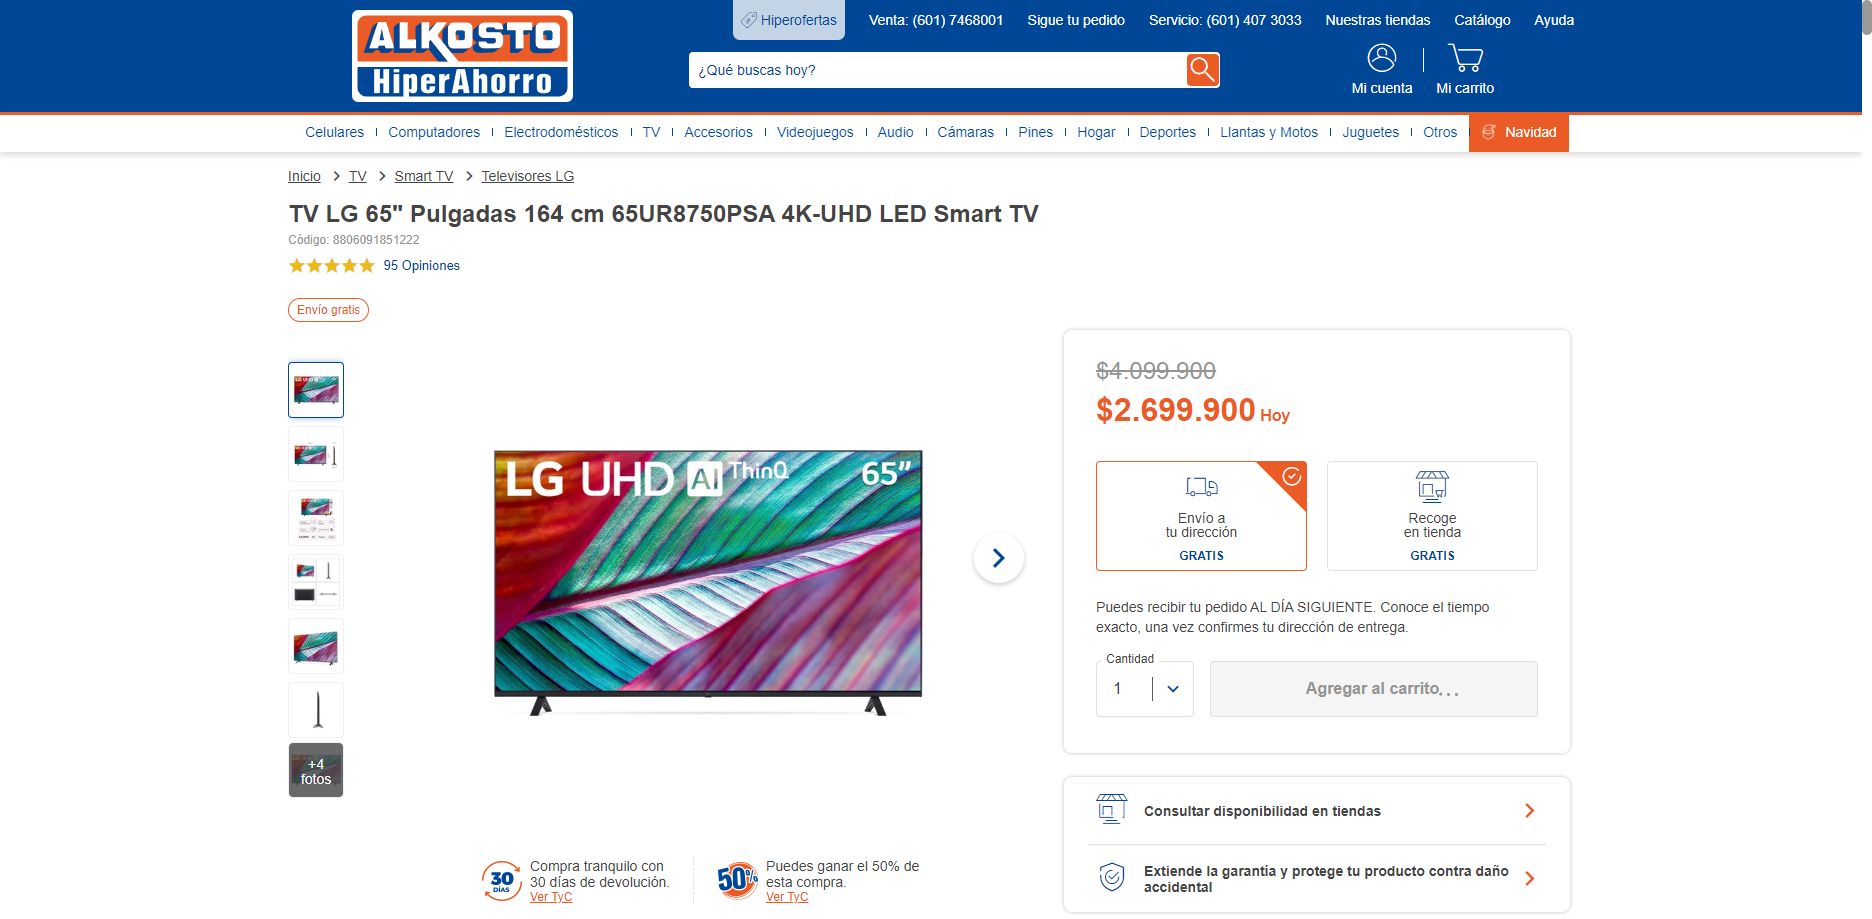 ALKOSTO
HiperAhorro
Hiperofertas
Venta: (601) 7468001
Sigue tu pedido
Servicio: (601) 407 3033
Nuestras tiendas
Catálogo
Ayuda
¿Qué buscas hoy?
Mi cuenta
Mi carrito
Celulares
Computadores
Electrodomésticos
TV
Accesorios
Videojuegos
Audio
Cámaras
Pines
Hogar
Deportes
Llantas y Motos
Juguetes
Otros
Navidad
Inicio
TV
Smart TV
Televisores LG
TV LG 65" Pulgadas 164 cm 65UR8750PSA 4K-UHD LED Smart TV
Código: 8806091851222
95 Opiniones
Envío gratis
LG UHD AI ThinQ 65"
+4
fotos
$4.099.900
$2.699.900 Hoy
Envío a
tu dirección
GRATIS
Recoge
en tienda
GRATIS
Puedes recibir tu pedido AL DÍA SIGUIENTE. Conoce el tiempo
exacto, una vez confirmes tu dirección de entrega.
Cantidad
1
Agregar al carrito...
Consultar disponibilidad en tiendas
Extiende la garantía y protege tu producto contra daño
accidental
30
DÍAS
Compra tranquilo con
30 días de devolución.
Ver TyC
50%
Puedes ganar el 50% de
esta compra.
Ver TyC